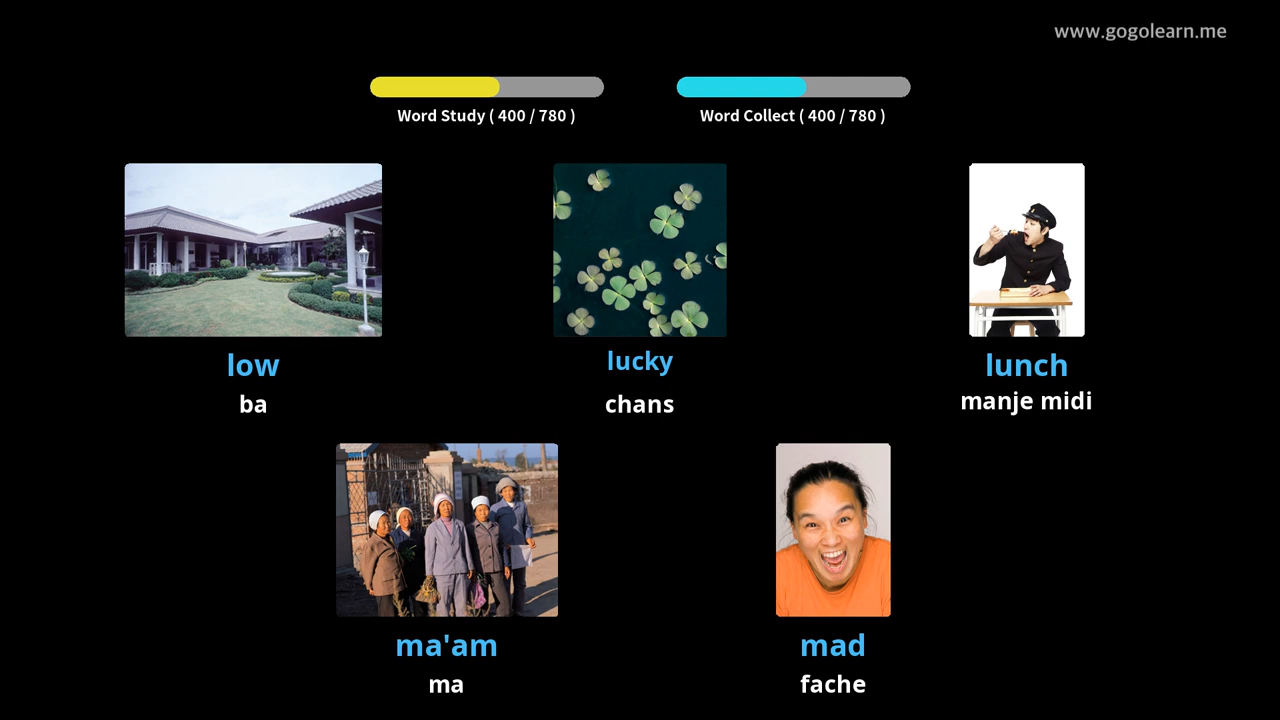 www.gogolearn.me
Word Study ( 400 / 780 )
Word Collect ( 400 / 780 )
low
ba
lucky
chans
lunch
manje midi
ma'am
ma
mad
fache